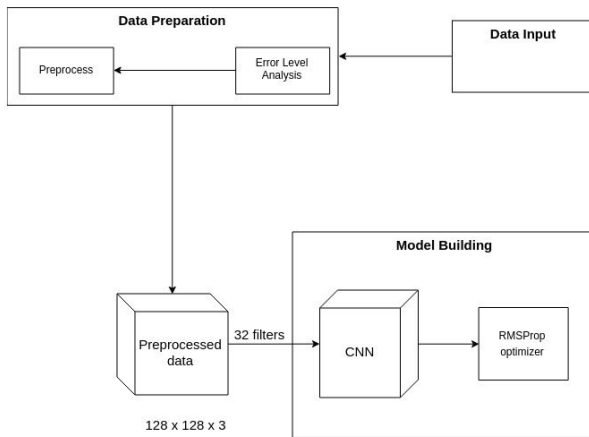 Data Preparation
Data Input
Preprocess
Error Level
Analysis
Model Building
Preprocessed
data
32 filters
CNN
RMSProp
optimizer
128 x 128 x 3